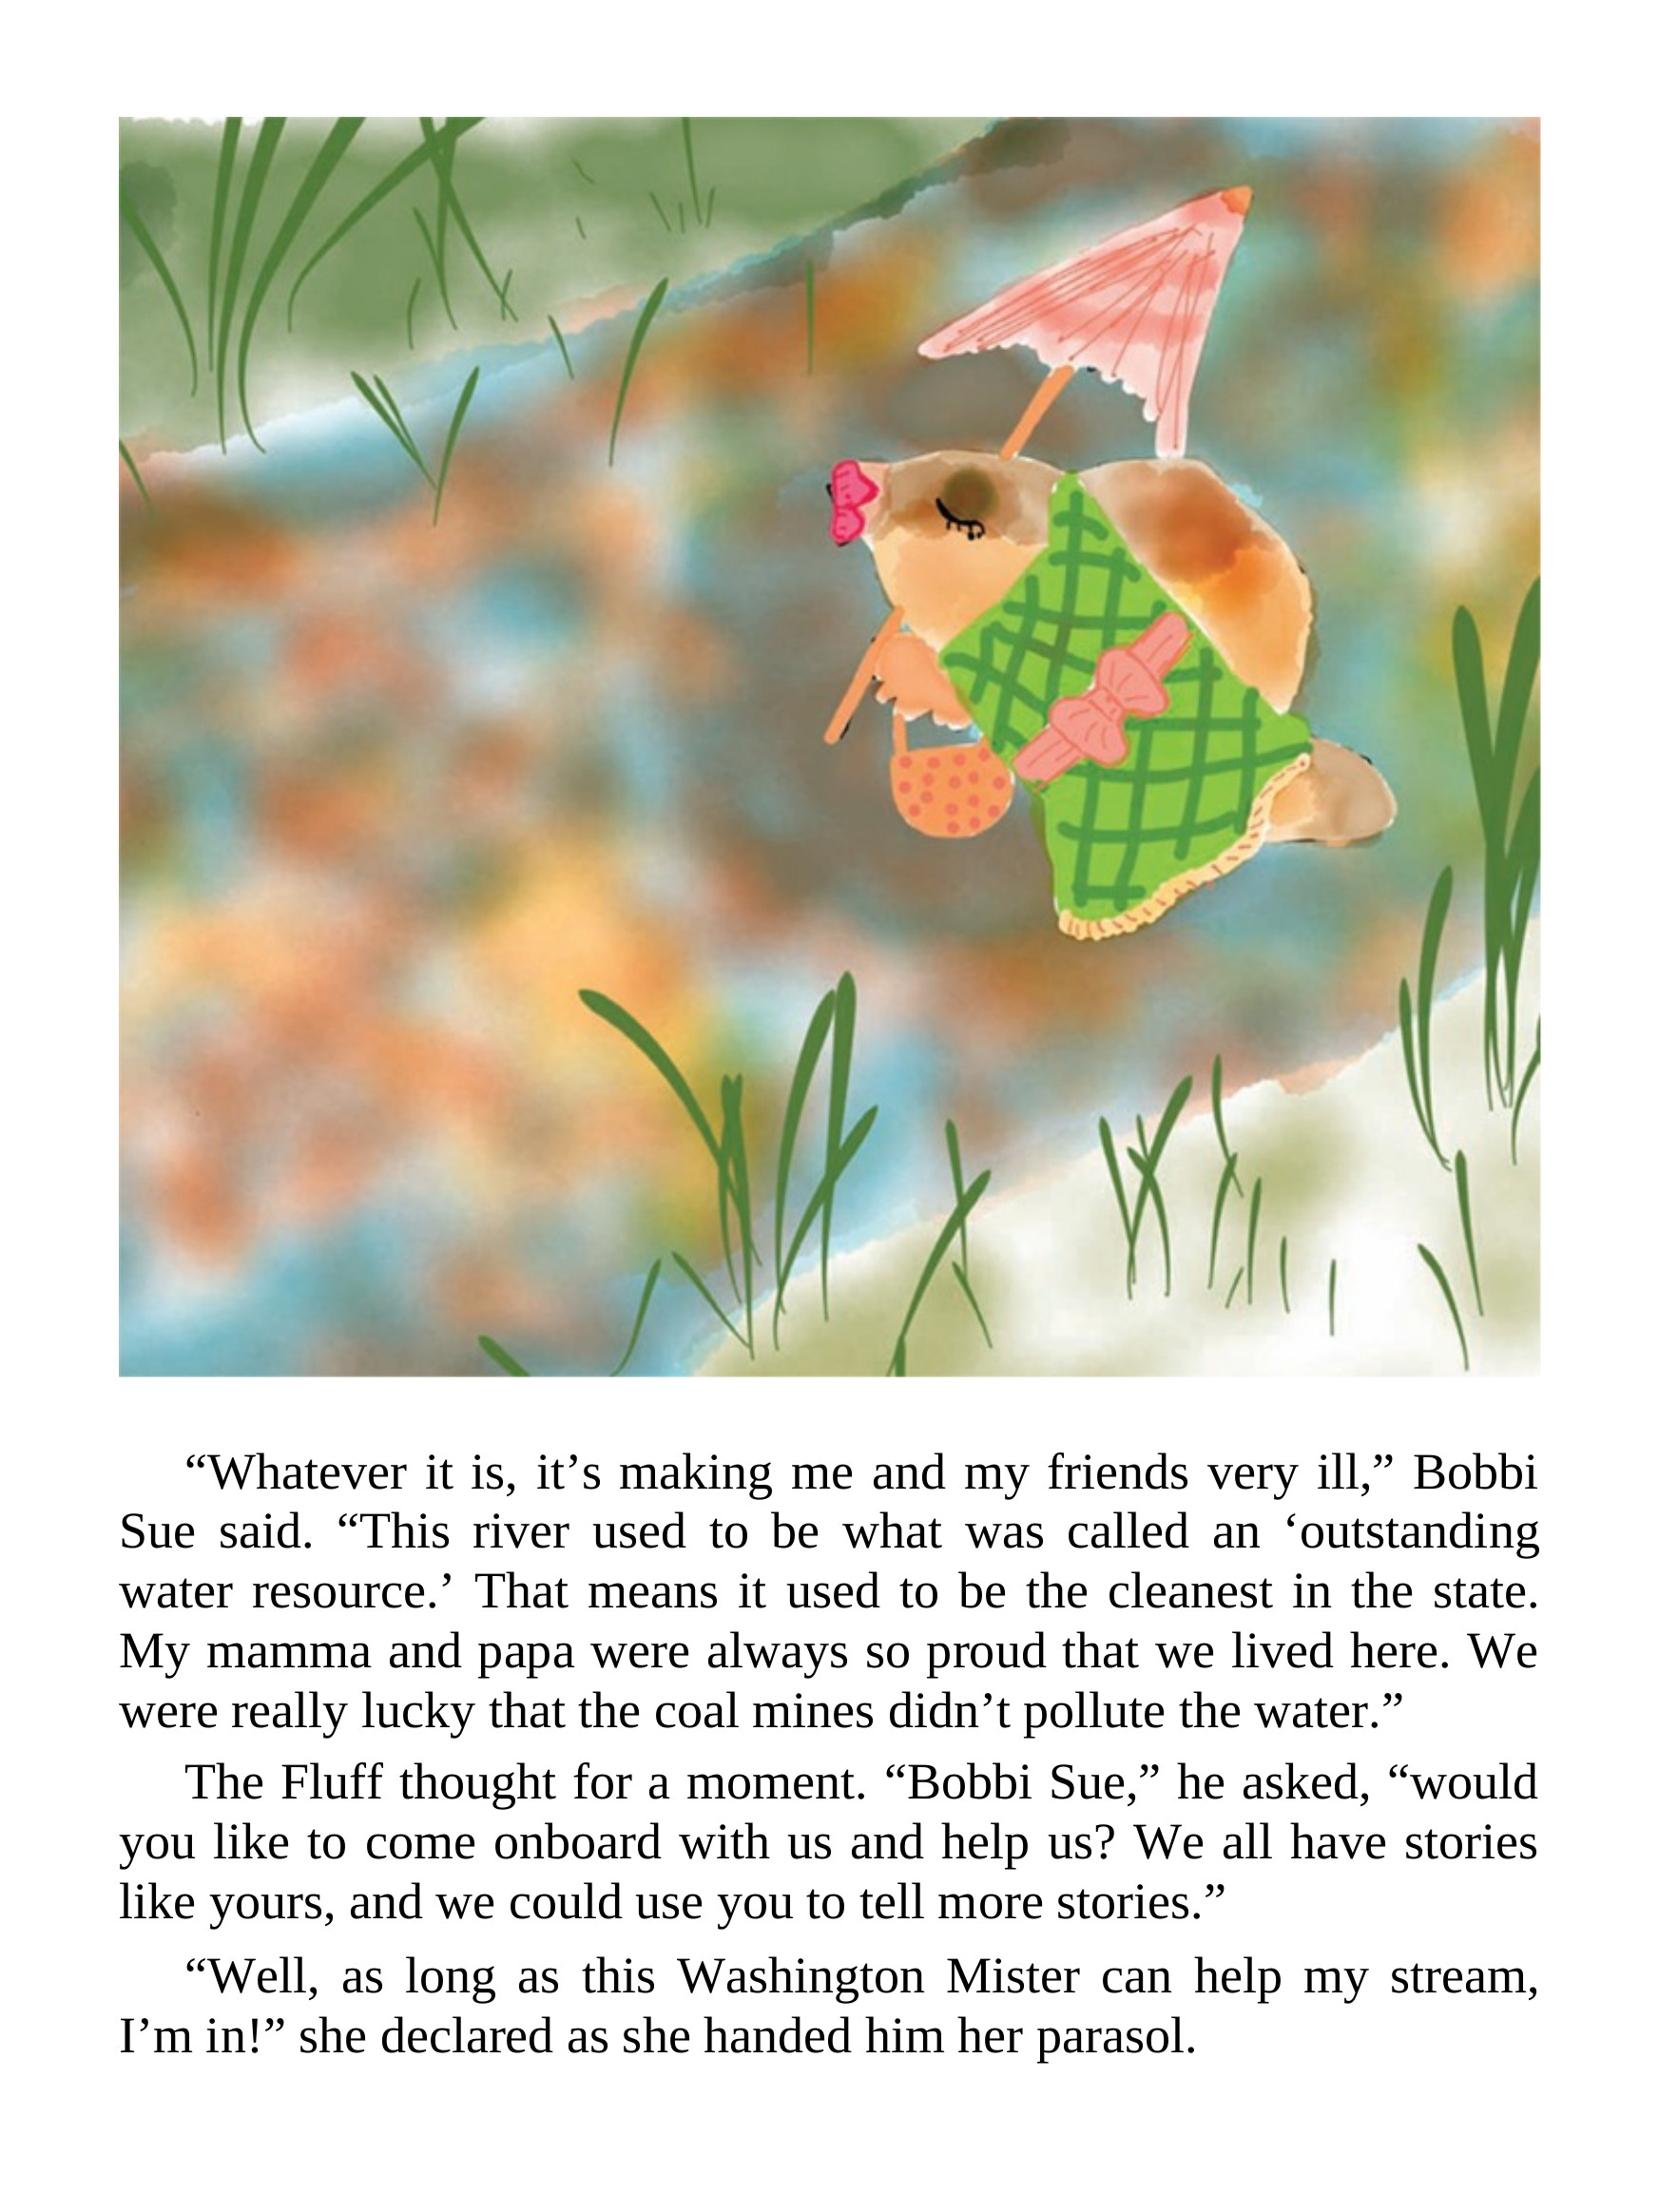 “Whatever it is, it’s making me and my friends very ill,” Bobbi
Sue said. “This river used to be what was called an ‘outstanding
water resource.’ That means it used to be the cleanest in the state.
My mamma and papa were always so proud that we lived here. We
were really lucky that the coal mines didn’t pollute the water.”
The Fluff thought for a moment. “Bobbi Sue,” he asked, “would
you like to come onboard with us and help us? We all have stories
like yours, and we could use you to tell more stories.”
“Well, as long as this Washington Mister can help my stream,
I’m in!” she declared as she handed him her parasol.